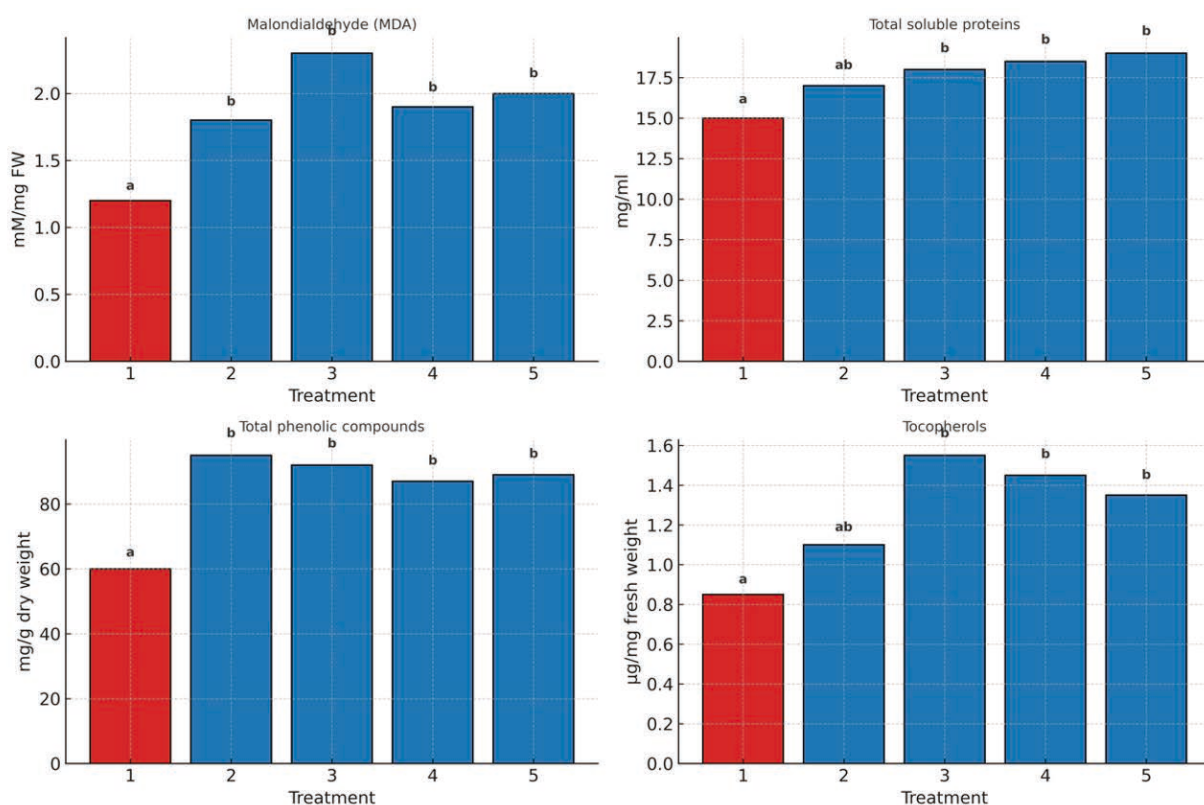 Malondialdehyde (MDA)
b
b
b
b
a
2.0
1.5
1.0
0.5
0.0
mM/mg FW
1 2 3 4 5
Treatment
Total soluble proteins
b
b
b
ab
a
17.5
15.0
12.5
10.0
7.5
5.0
2.5
0.0
mg/ml
1 2 3 4 5
Treatment
Total phenolic compounds
b
b
b
b
a
80
60
40
20
0
mg/g dry weight
1 2 3 4 5
Treatment
Tocopherols
b
b
b
ab
a
1.6
1.4
1.2
1.0
0.8
0.6
0.4
0.2
0.0
µg/mg fresh weight
1 2 3 4 5
Treatment